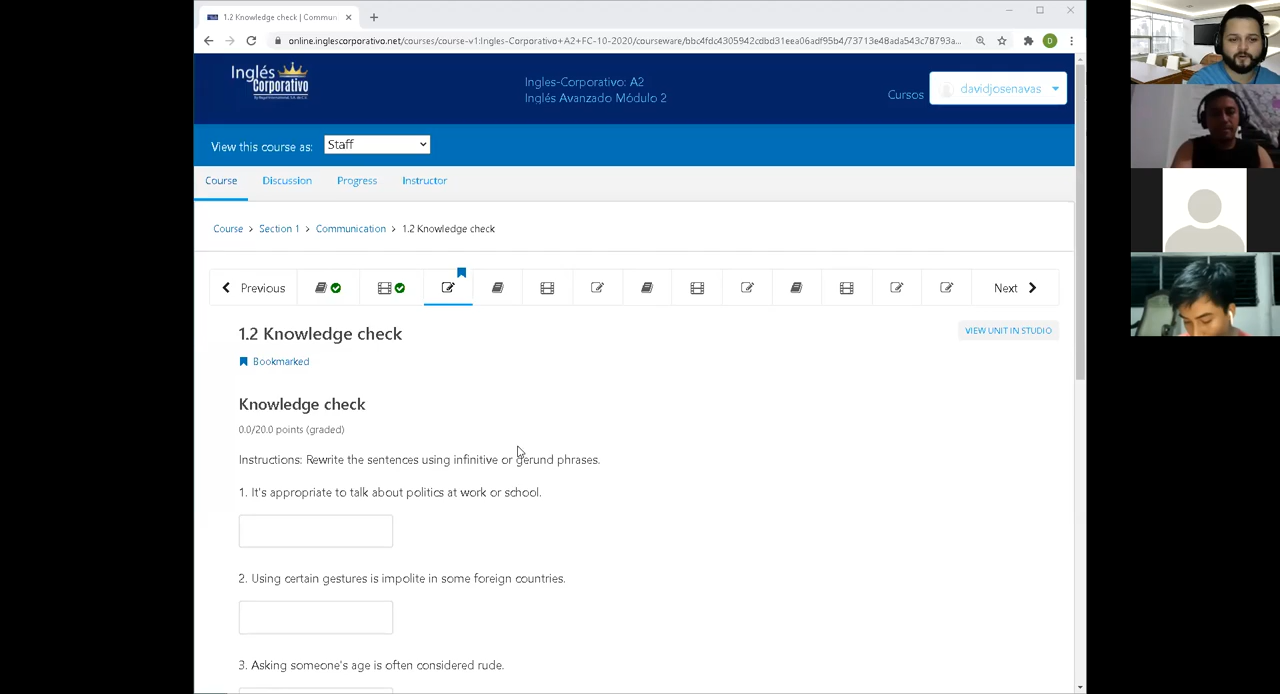 1.2 Knowledge check | Commun
online.inglescorporativo.net/courses/course-v1:Ingles-Corporativo+A2+FC-10-2020/courseware/bbc4fdc4305942cdbd31eea06adf95b4/73713e48ada543c78793a...
D
Inglés
Corporativo
Ingles-Corporativo: A2
Inglés Avanzado Módulo 2
Cursos
davidjosenavas
View this course as:
Staff
Course
Discussion
Progress
Instructor
Course > Section 1 > Communication > 1.2 Knowledge check
Previous
Next
1.2 Knowledge check
VIEW UNIT IN STUDIO
Bookmarked
Knowledge check
0.0/20.0 points (graded)
Instructions: Rewrite the sentences using infinitive or gerund phrases.
1. It's appropriate to talk about politics at work or school.
2. Using certain gestures is impolite in some foreign countries.
3. Asking someone's age is often considered rude.